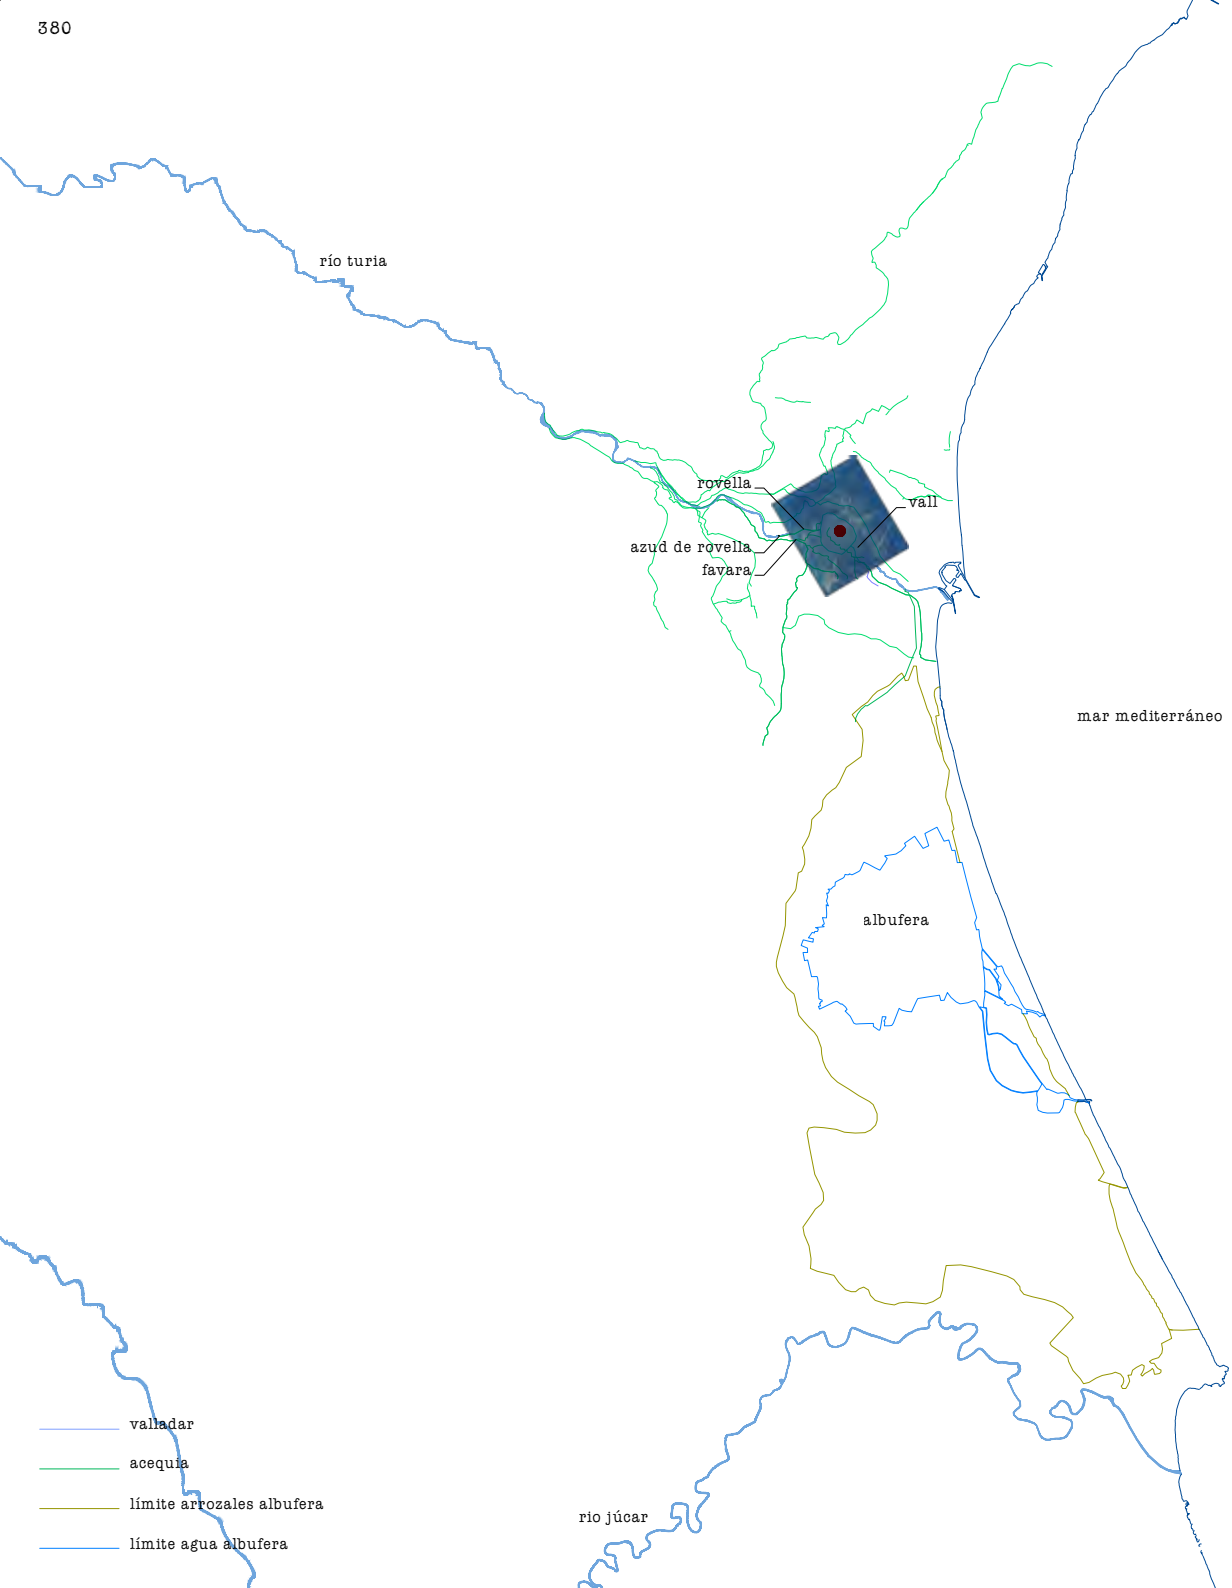 380
río turia
rovella
vall
azud de rovella
favara
mar mediterráneo
albufera
valladar
acequia
límite arrozales albufera
rio júcar
límite agua albufera